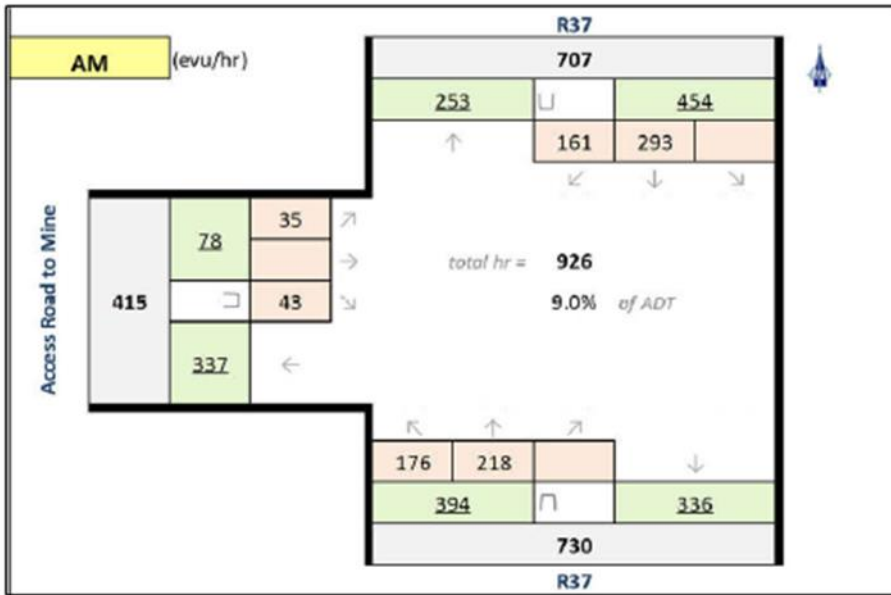 R37
AM (evu/hr)
707
253 454
161 293
35
78
total hr = 926
415 43
9.0% of ADT
Access Road to Mine
337
176 218
394 336
730
R37